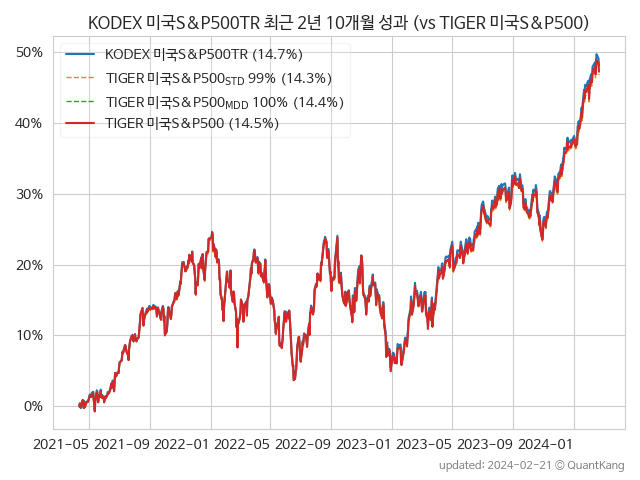 KODEX 미국S&P500TR 최근 2년 10개월 성과 (vs TIGER 미국S&P500)
50%
40%
30%
20%
10%
0%
KODEX 미국S&P500TR (14.7%)
TIGER 미국S&P500STD 99% (14.3%)
TIGER 미국S&P500MDD 100% (14.4%)
TIGER 미국S&P500 (14.5%)
2021-05 2021-09 2022-01 2022-05 2022-09 2023-01 2023-05 2023-09 2024-01
updated: 2024-02-21 © QuantKang